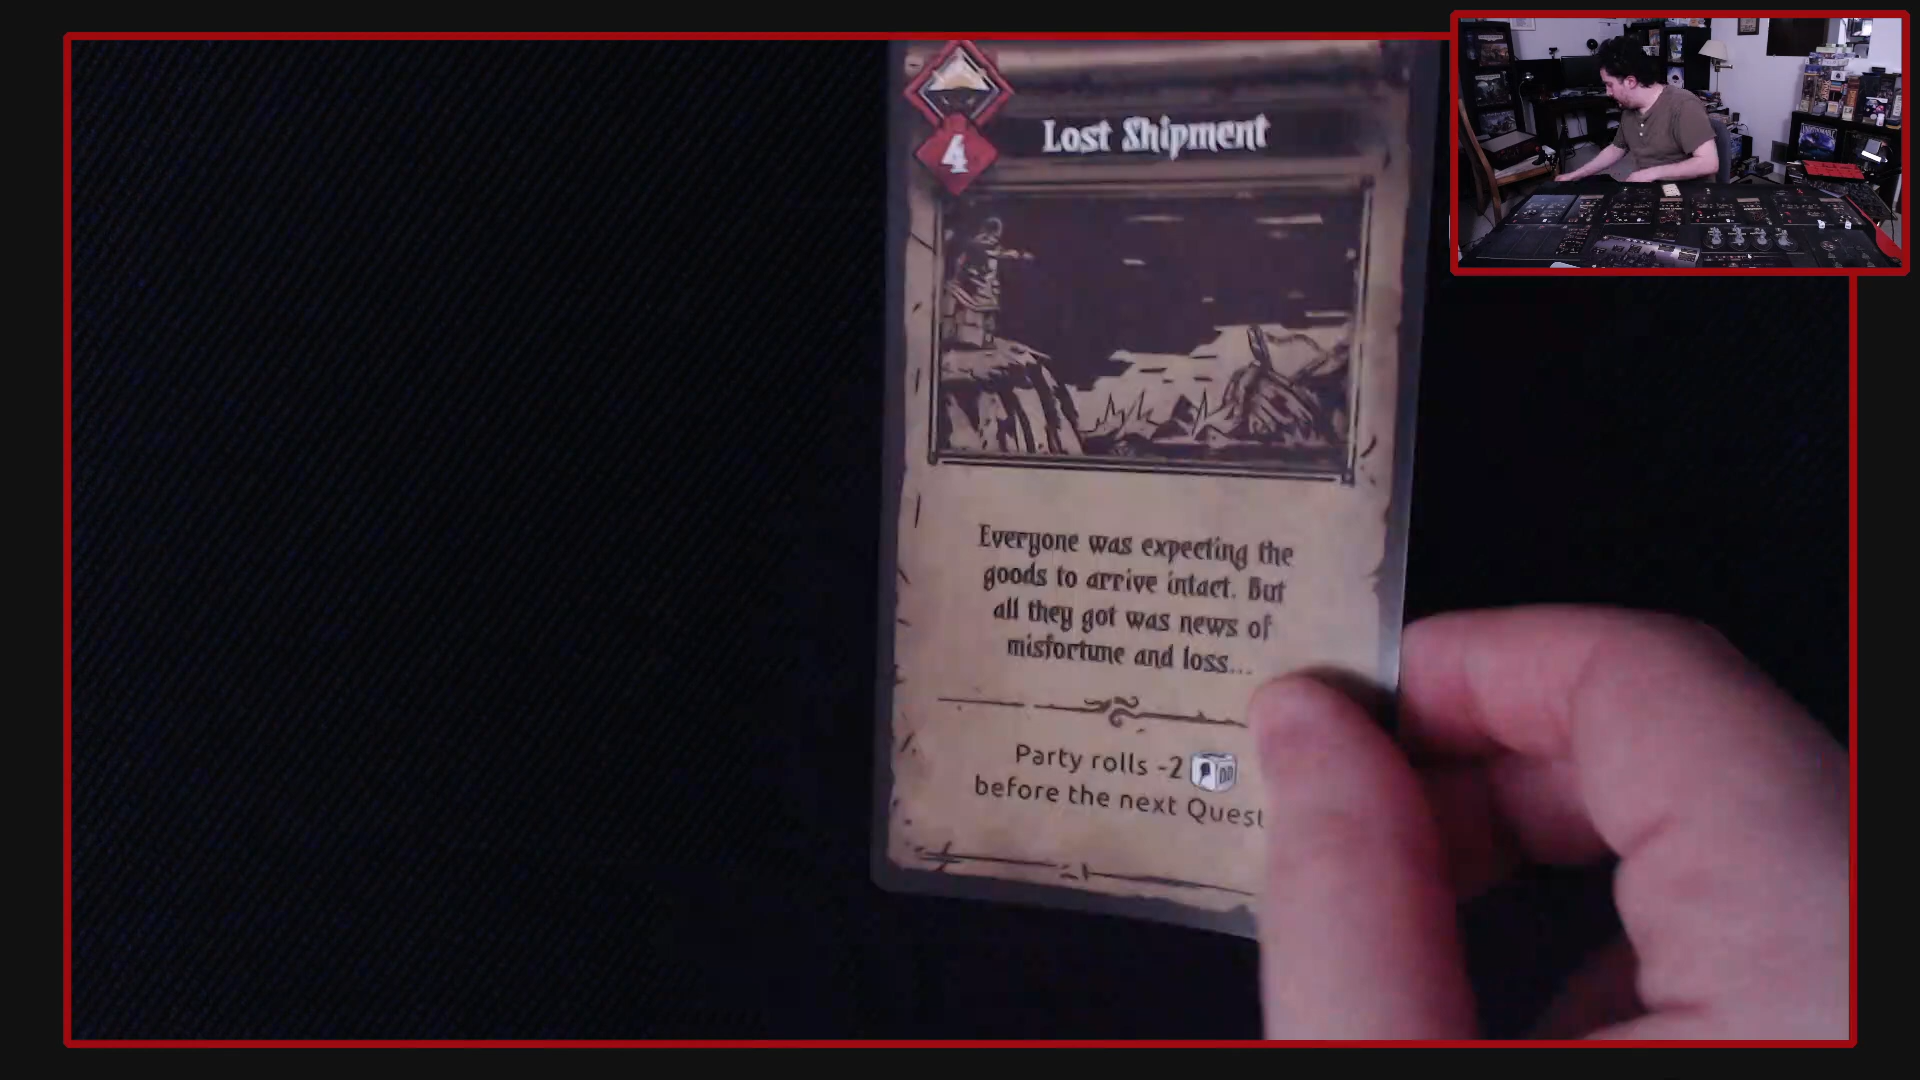 4
Lost Shipment
Everyone was expecting the
goods to arrive intact. But
all they got was news of
misfortune and loss...
Party rolls -2
before the next Quest